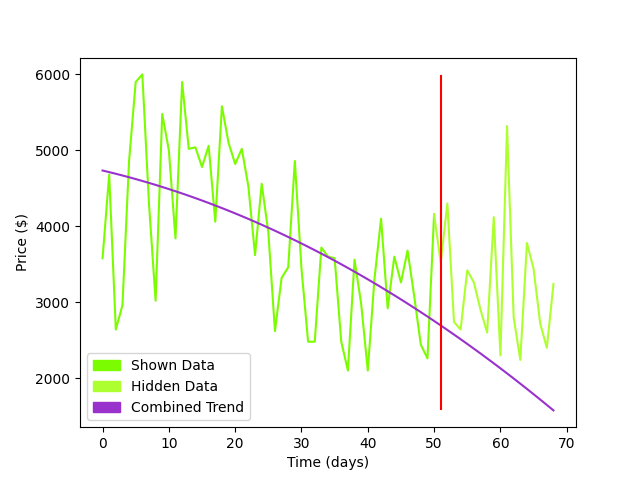 6000
5000
4000
3000
2000
Price ($)
Shown Data
Hidden Data
Combined Trend
0 10 20 30 40 50 60 70
Time (days)